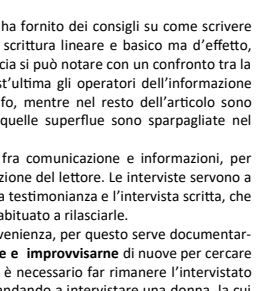 ha fornito dei consigli su come scrivere
scrittura lineare e basico ma d'effetto,
cia si può notare con un confronto tra la
st'ultima gli operatori dell'informazione
fo, mentre nel resto dell'articolo sono
quelle superflue sono sparpagliate nel
fra comunicazione e informazioni, per
zione del lettore. Le interviste servono a
a testimonianza e l'intervista scritta, che
abituato a rilasciarle.
venienza, per questo serve documentar-
e e improvvisarne di nuove per cercare
è necessario far rimanere l'intervistato
andando a intervistare una donna, la cui